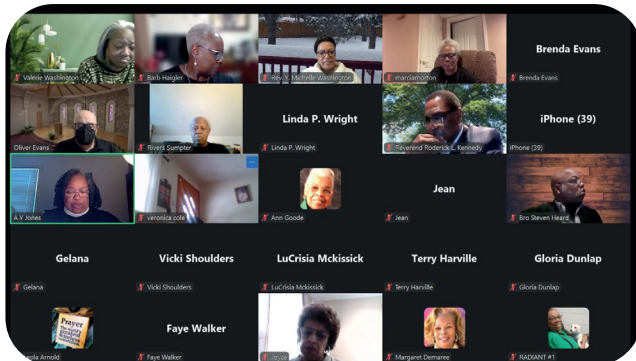 Brenda Evans
Valerie Washington
Barb Haigler
Rev. Y. Michelle Washington
marciamorton
Brenda Evans
Linda P. Wright
iPhone (39)
Oliver Evans
Rivers Sumpter
Linda P. Wright
Reverend Roderick L. Kennedy
iPhone (39)
Jean
A-V Jones
veronica cole
Ann Goode
Jean
Bro Steven Heard
Gelana
Vicki Shoulders
LuCrisia Mckissick
Terry Harville
Gloria Dunlap
Gelana
Vicki Shoulders
LuCrisia Mckissick
Terry Harville
Gloria Dunlap
Prayer
Faye Walker
Arnold
Faye Walker
Joyce
Margaret Demaree
RADIANT #1